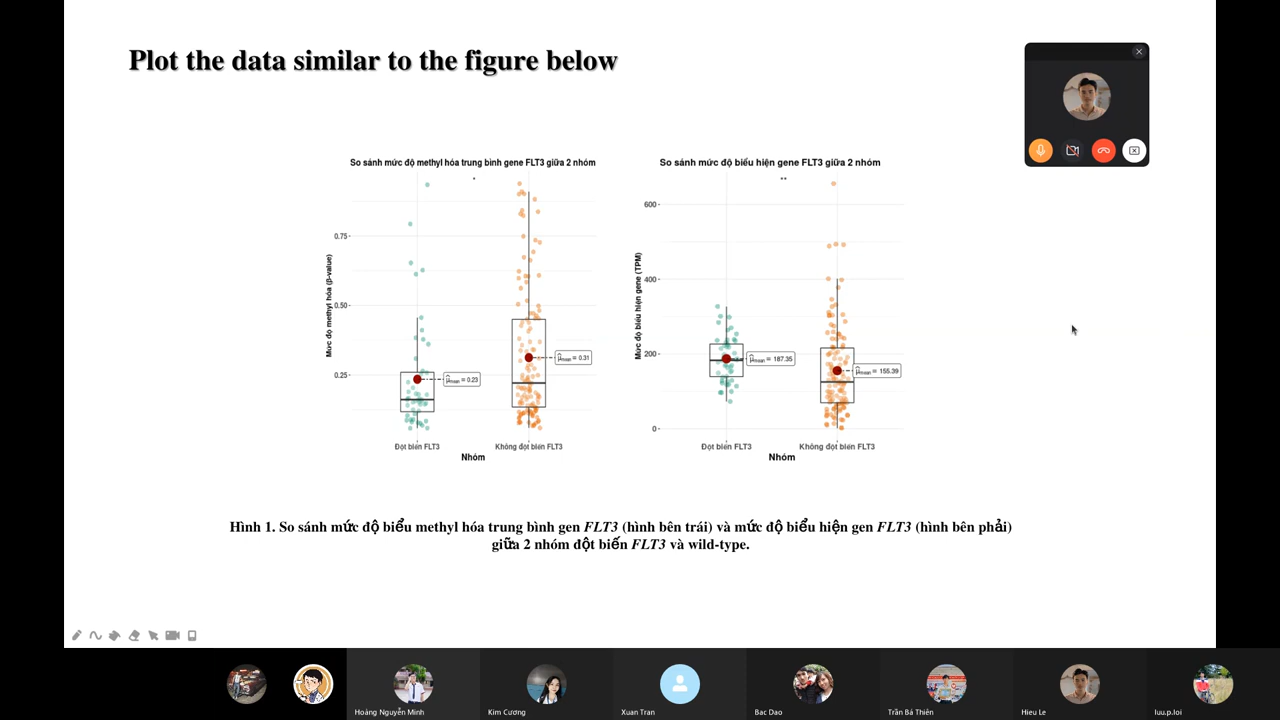 Plot the data similar to the figure below
So sánh mức độ methyl hóa trung bình gene FLT3 giữa 2 nhóm
*
Mức độ methyl hóa (β-value)
0.75
0.50
0.25
μ̂mean = 0.23
μ̂mean = 0.31
Đột biến FLT3
Không đột biến FLT3
Nhóm
So sánh mức độ biểu hiện gene FLT3 giữa 2 nhóm
**
Mức độ biểu hiện gene (TPM)
600
400
200
0
μ̂mean = 187.35
μ̂mean = 155.39
Đột biến FLT3
Không đột biến FLT3
Nhóm
Hình 1. So sánh mức độ biểu methyl hóa trung bình gen FLT3 (hình bên trái) và mức độ biểu hiện gen FLT3 (hình bên phải)
giữa 2 nhóm đột biến FLT3 và wild-type.
Hoàng Nguyễn Minh
Kim Cương
Xuan Tran
Bac Dao
Trần Bá Thiên
Hieu Le
luu.p.loi